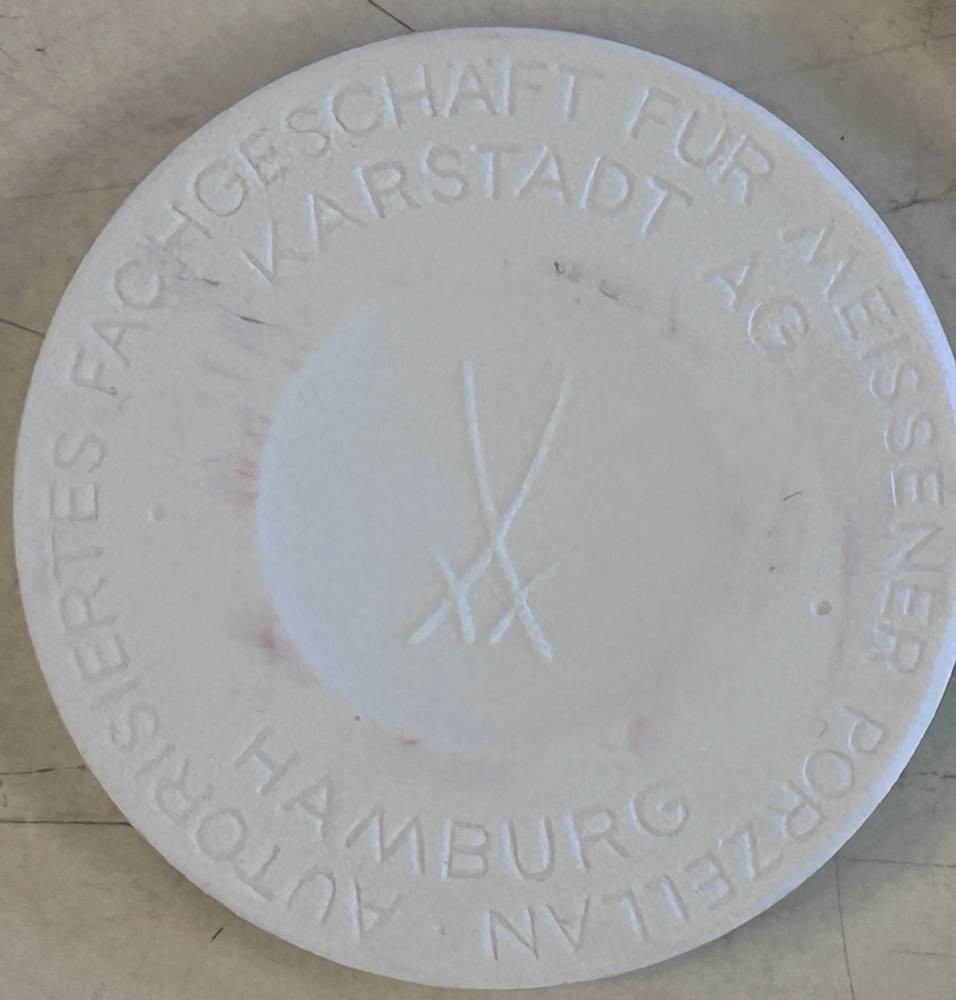 AUTORISIERTES FACHGESCHÄFT FÜR MEISSENER PORZELLAN ·
KARSTADT AG
HAMBURG